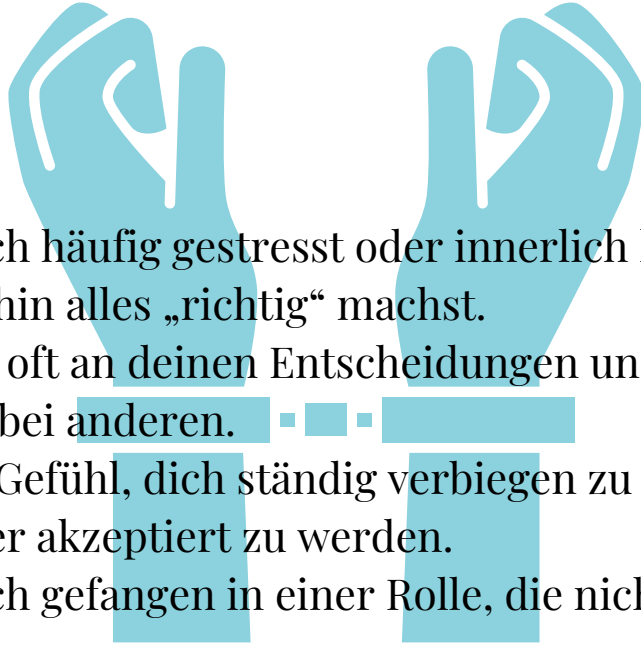 ch häufig gestresst oder innerlich
hin alles „richtig“ machst.
oft an deinen Entscheidungen un
bei anderen.
Gefühl, dich ständig verbiegen zu
er akzeptiert zu werden.
ch gefangen in einer Rolle, die nich